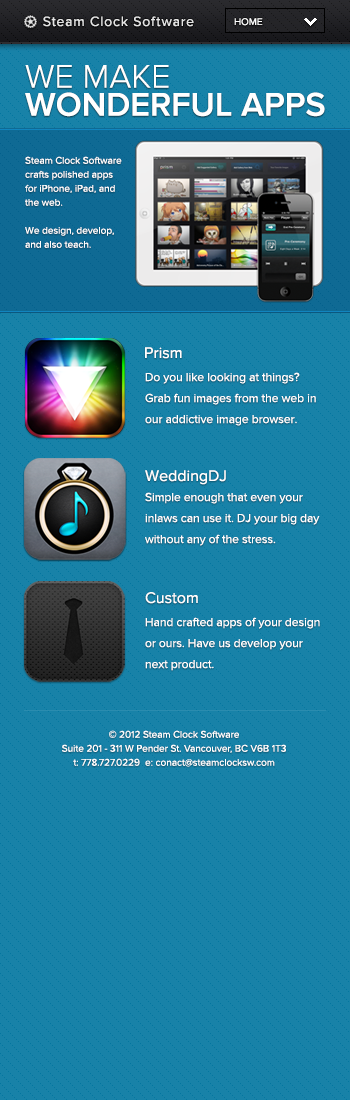 Steam Clock Software
HOME
WE MAKE
WONDERFUL APPS
Steam Clock Software
crafts polished apps
for iPhone, iPad, and
the web.
We design, develop,
and also teach.
prism
Prism
Do you like looking at things?
Grab fun images from the web in
our addictive image browser.
WeddingDJ
Simple enough that even your
inlaws can use it. DJ your big day
without any of the stress.
Custom
Hand crafted apps of your design
or ours. Have us develop your
next product.
© 2012 Steam Clock Software
Suite 201 - 311 W Pender St. Vancouver, BC V6B 1T3
t: 778.727.0229 e: conact@steamclocksw.com